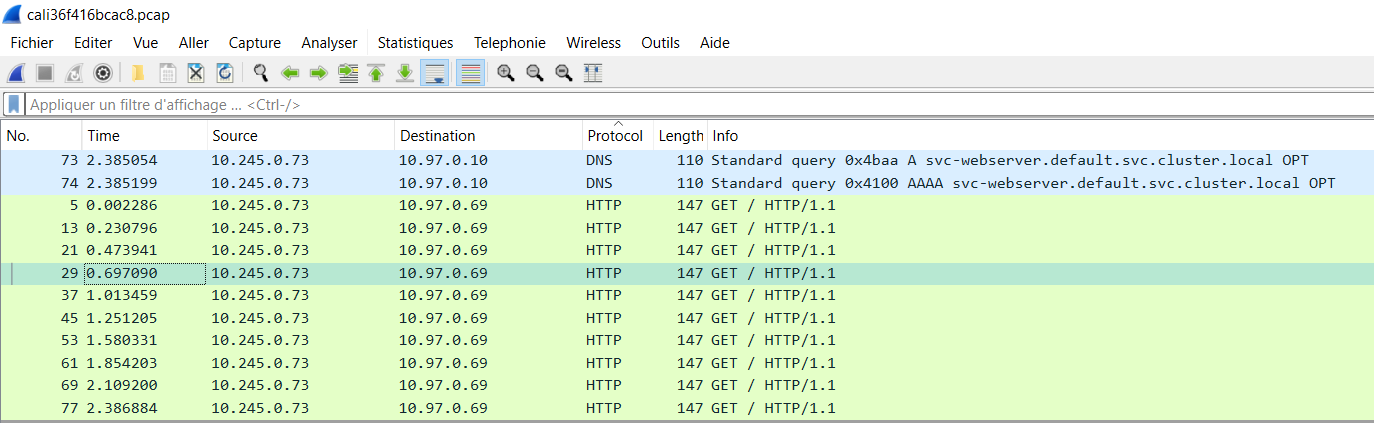 cali36f416bcac8.pcap
Fichier Editer Vue Aller Capture Analyser Statistiques Telephonie Wireless Outils Aide
Appliquer un filtre d'affichage ... <Ctrl-/>
No. Time Source Destination Protocol Length Info
73 2.385054 10.245.0.73 10.97.0.10 DNS 110 Standard query 0x4baa A svc-webserver.default.svc.cluster.local OPT
74 2.385199 10.245.0.73 10.97.0.10 DNS 110 Standard query 0x4100 AAAA svc-webserver.default.svc.cluster.local OPT
5 0.002286 10.245.0.73 10.97.0.69 HTTP 147 GET / HTTP/1.1
13 0.230796 10.245.0.73 10.97.0.69 HTTP 147 GET / HTTP/1.1
21 0.473941 10.245.0.73 10.97.0.69 HTTP 147 GET / HTTP/1.1
29 0.697090 10.245.0.73 10.97.0.69 HTTP 147 GET / HTTP/1.1
37 1.013459 10.245.0.73 10.97.0.69 HTTP 147 GET / HTTP/1.1
45 1.251205 10.245.0.73 10.97.0.69 HTTP 147 GET / HTTP/1.1
53 1.580331 10.245.0.73 10.97.0.69 HTTP 147 GET / HTTP/1.1
61 1.854203 10.245.0.73 10.97.0.69 HTTP 147 GET / HTTP/1.1
69 2.109200 10.245.0.73 10.97.0.69 HTTP 147 GET / HTTP/1.1
77 2.386884 10.245.0.73 10.97.0.69 HTTP 147 GET / HTTP/1.1